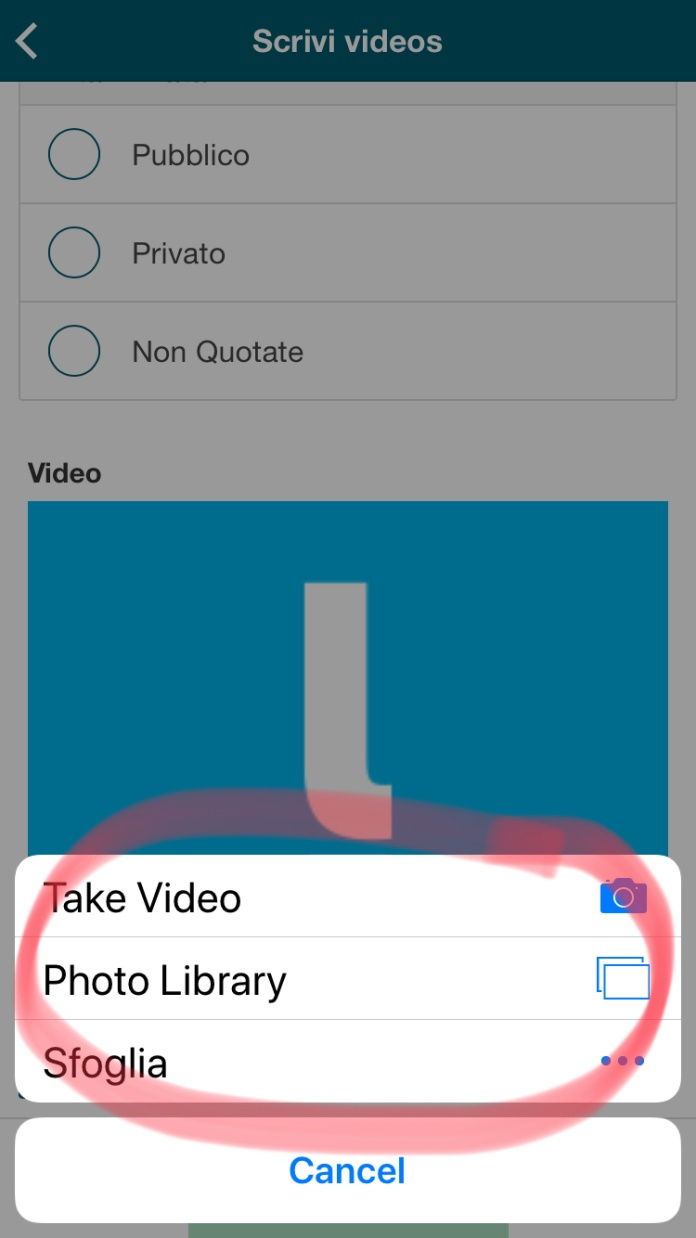 Scrivi videos
Pubblico
Privato
Non Quotate
Video
Take Video
Photo Library
Sfoglia
Cancel